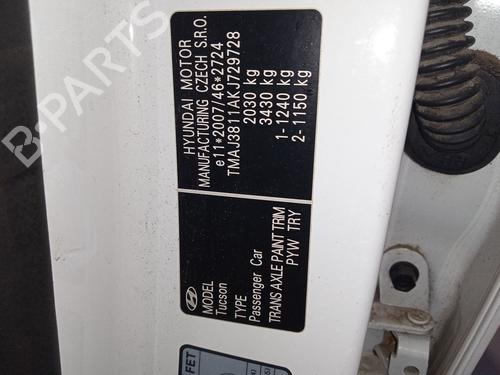 HYUNDAI MOTOR
MANUFACTURING CZECH S.R.O.
e11*2007/46*2724
TMAJ3811AKJ729728
2030 kg
3430 kg
1- 1240 kg
2- 1150 kg
MODEL
Tucson
TYPE
Passenger Car
TRANS AXLE PAINT TRIM
PYW TRY
FET